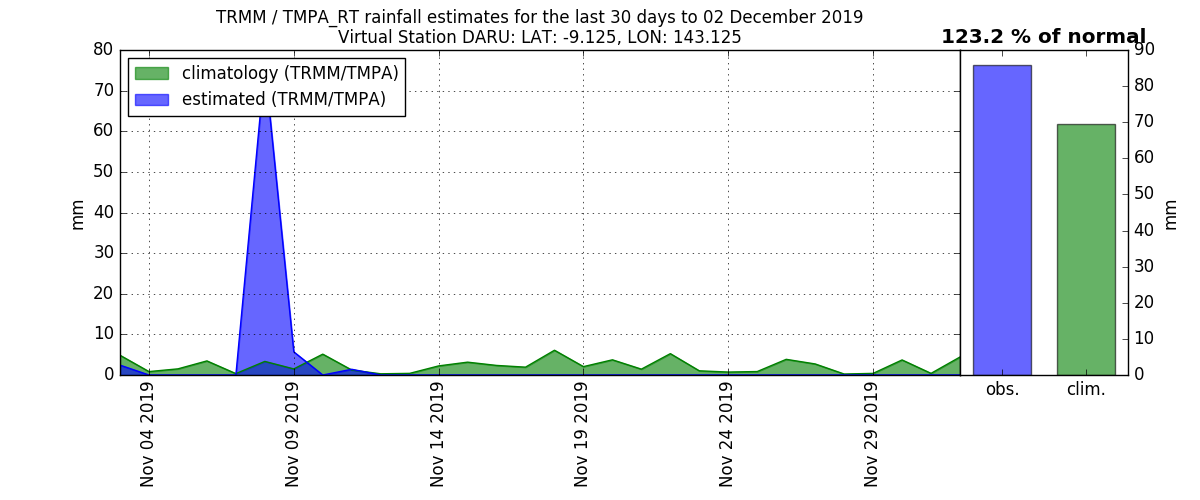 TRMM / TMPA_RT rainfall estimates for the last 30 days to 02 December 2019
Virtual Station DARU: LAT: -9.125, LON: 143.125
123.2 % of normal
climatology (TRMM/TMPA)
estimated (TRMM/TMPA)
80
70
60
50
40
30
20
10
0
mm
Nov 04 2019
Nov 09 2019
Nov 14 2019
Nov 19 2019
Nov 24 2019
Nov 29 2019
obs.
clim.
90
80
70
60
50
40
30
20
10
0
mm